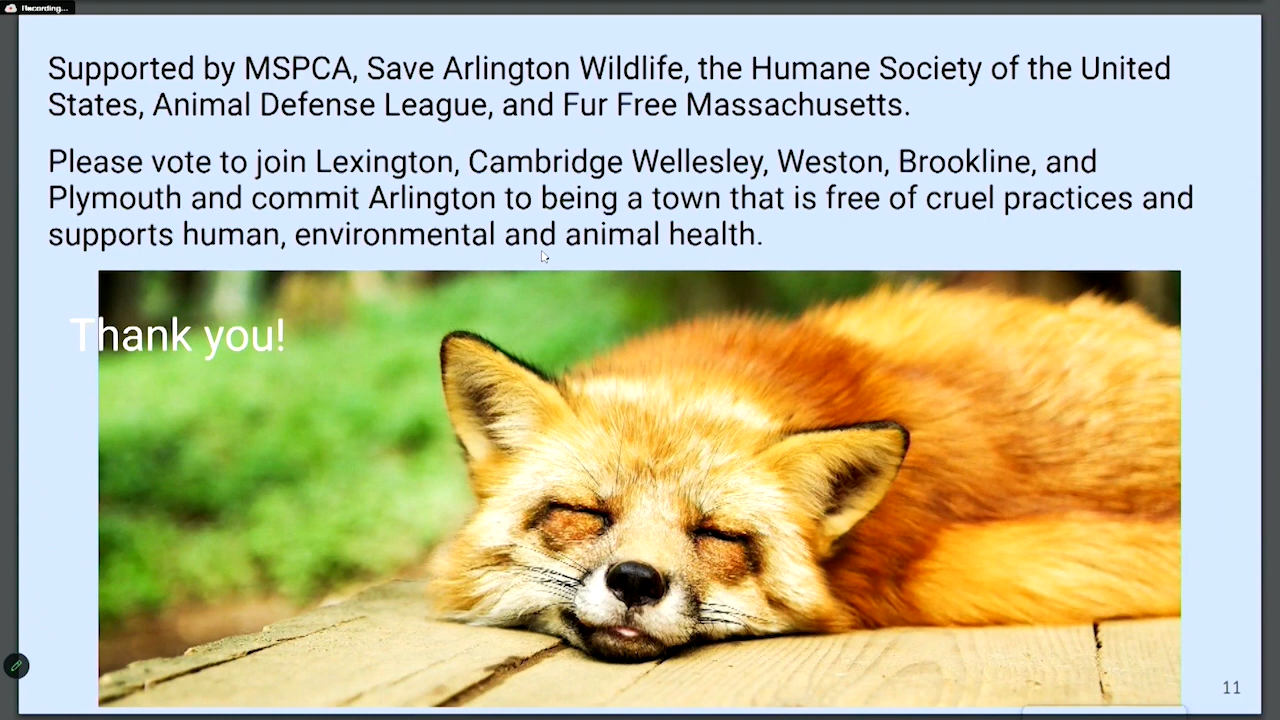 Recording...
Supported by MSPCA, Save Arlington Wildlife, the Humane Society of the United
States, Animal Defense League, and Fur Free Massachusetts.
Please vote to join Lexington, Cambridge Wellesley, Weston, Brookline, and
Plymouth and commit Arlington to being a town that is free of cruel practices and
supports human, environmental and animal health.
Thank you!
11